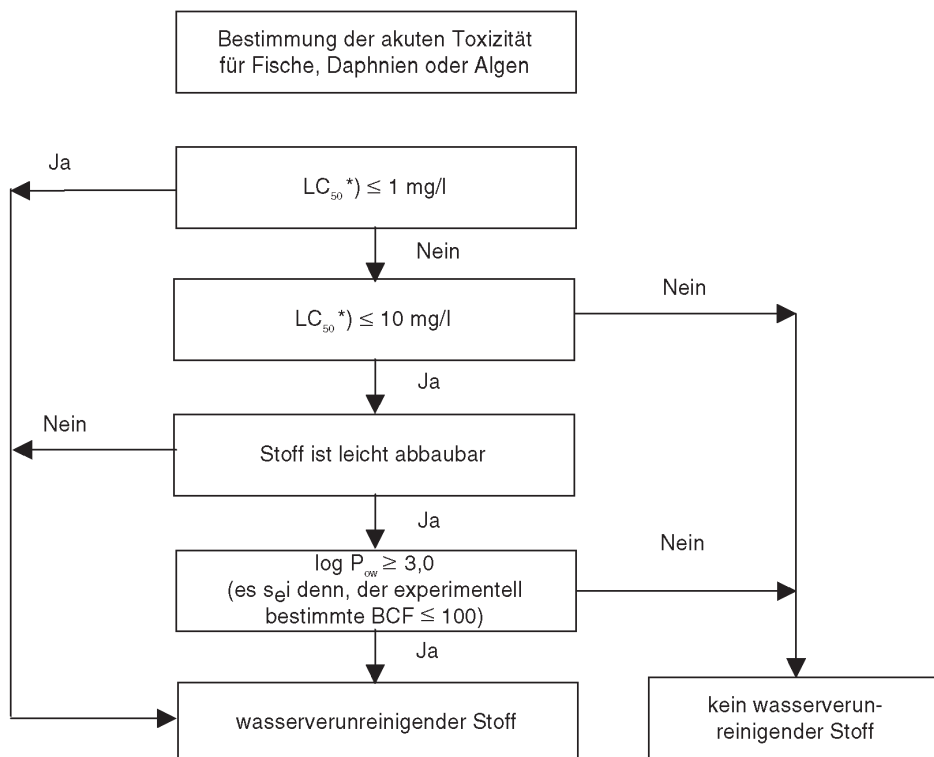 Bestimmung der akuten Toxizität
für Fische, Daphnien oder Algen
Ja
LC₅₀ *) ≤ 1 mg/l
Nein
Nein
LC₅₀ *) ≤ 10 mg/l
Ja
Nein
Stoff ist leicht abbaubar
Ja
Nein
log Pₒw ≥ 3,0
(es sei denn, der experimentell
bestimmte BCF ≤ 100)
Ja
wasserverunreinigender Stoff
kein wasserverun-
reinigender Stoff